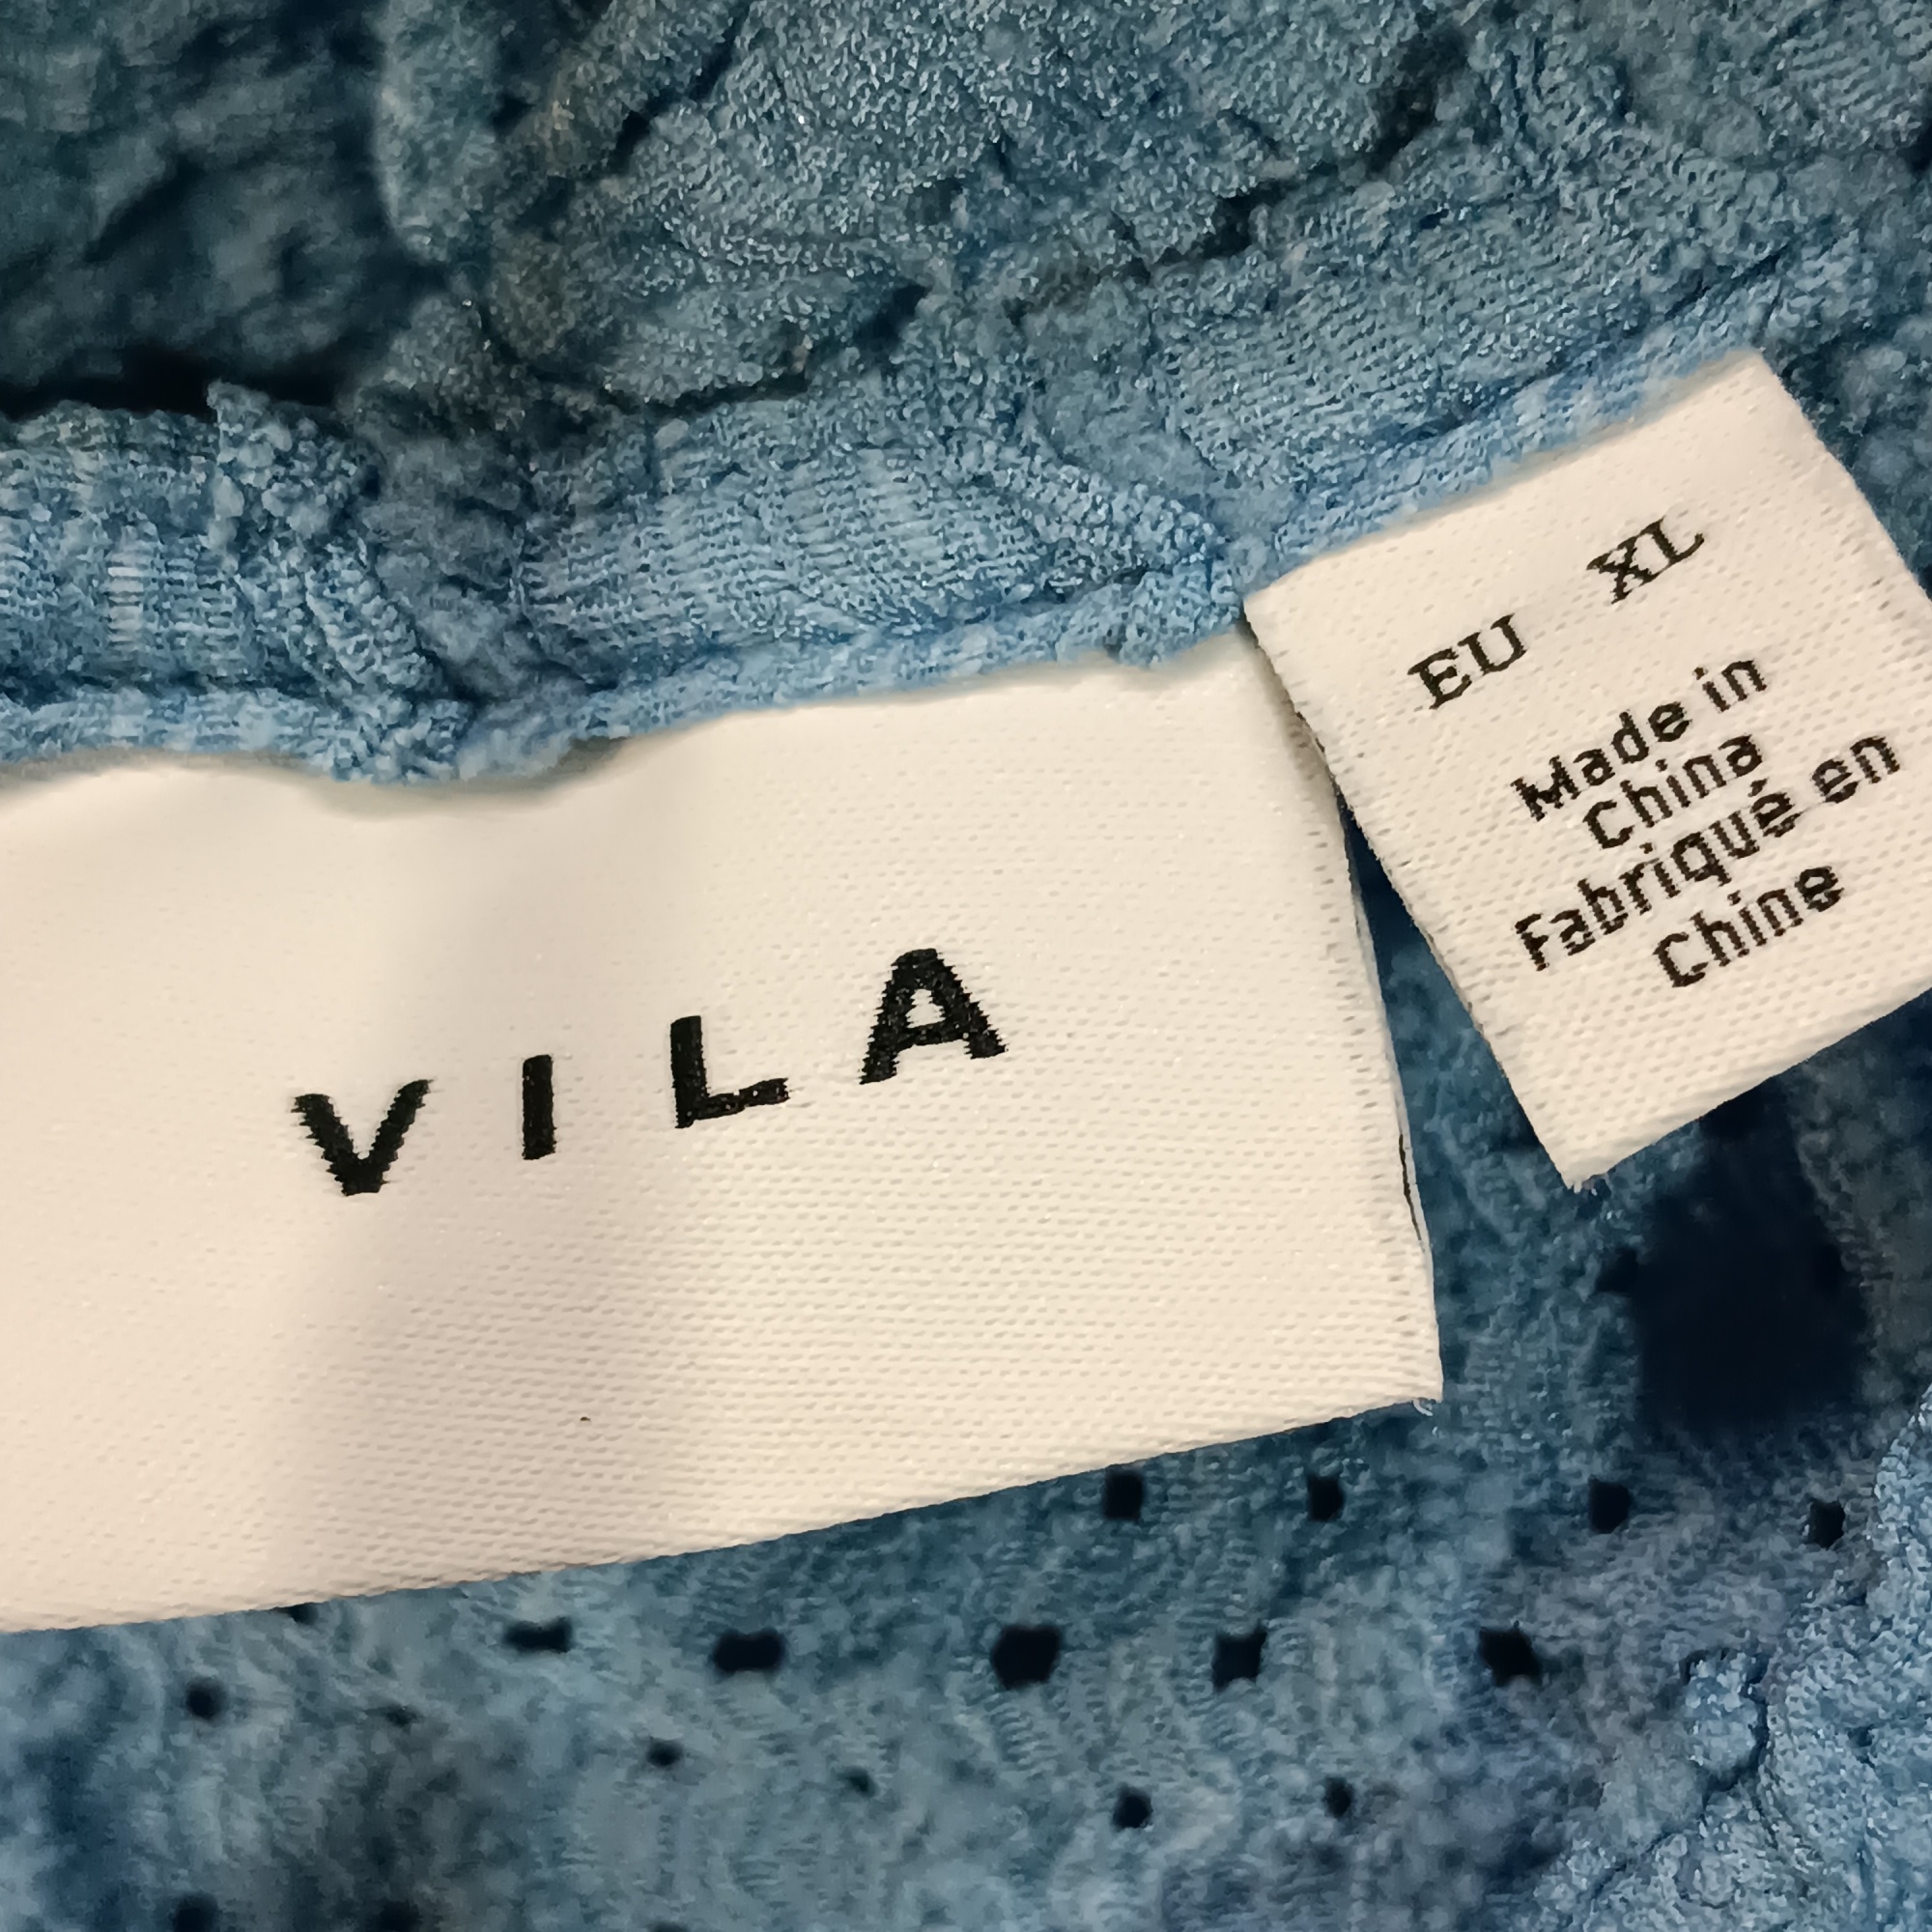 VILA
EU XL
Made in
China
Fabriqué en
Chine